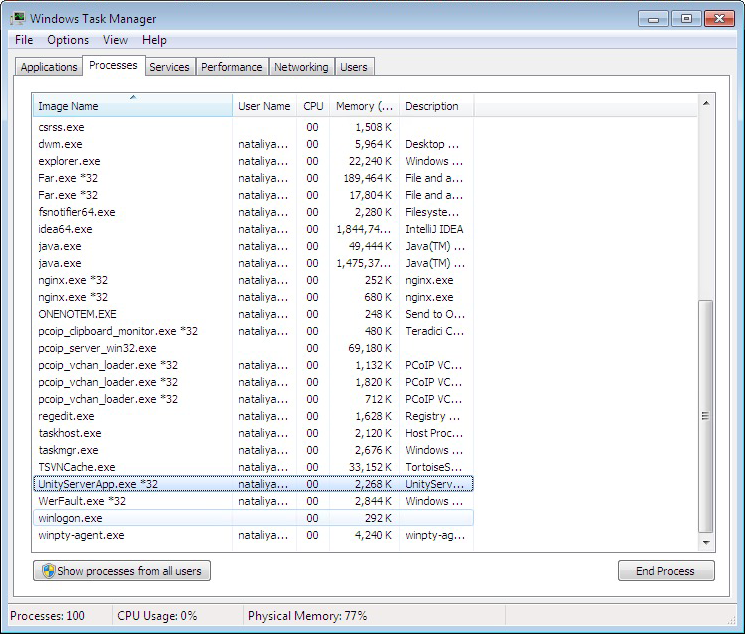 Windows Task Manager
File Options View Help
Applications Processes Services Performance Networking Users
Image Name User Name CPU Memory (... Description
csrss.exe 00 1,508 K
dwm.exe nataliya... 00 5,964 K Desktop ...
explorer.exe nataliya... 00 22,240 K Windows ...
Far.exe *32 nataliya... 00 189,464 K File and a...
Far.exe *32 nataliya... 00 17,804 K File and a...
fsnotifier64.exe nataliya... 00 2,280 K Filesyste...
idea64.exe nataliya... 00 1,844,74... IntelliJ IDEA
java.exe nataliya... 00 49,444 K Java(TM) ...
java.exe nataliya... 00 1,475,37... Java(TM) ...
nginx.exe *32 nataliya... 00 252 K nginx.exe
nginx.exe *32 nataliya... 00 680 K nginx.exe
ONENOTEM.EXE nataliya... 00 248 K Send to O...
pcoip_clipboard_monitor.exe *32 nataliya... 00 480 K Teradici C...
pcoip_server_win32.exe 00 69,180 K
pcoip_vchan_loader.exe *32 nataliya... 00 1,132 K PCoIP VC...
pcoip_vchan_loader.exe *32 nataliya... 00 1,820 K PCoIP VC...
pcoip_vchan_loader.exe *32 nataliya... 00 712 K PCoIP VC...
regedit.exe nataliya... 00 1,628 K Registry ...
taskhost.exe nataliya... 00 2,120 K Host Proc...
taskmgr.exe nataliya... 00 2,676 K Windows ...
TSVNCache.exe nataliya... 00 33,152 K TortoiseS...
UnityServerApp.exe *32 nataliya... 00 2,268 K UnityServ...
WerFault.exe *32 nataliya... 00 2,844 K Windows ...
winlogon.exe 00 292 K
winpty-agent.exe nataliya... 00 4,240 K winpty-ag...
Show processes from all users End Process
Processes: 100 CPU Usage: 0% Physical Memory: 77%